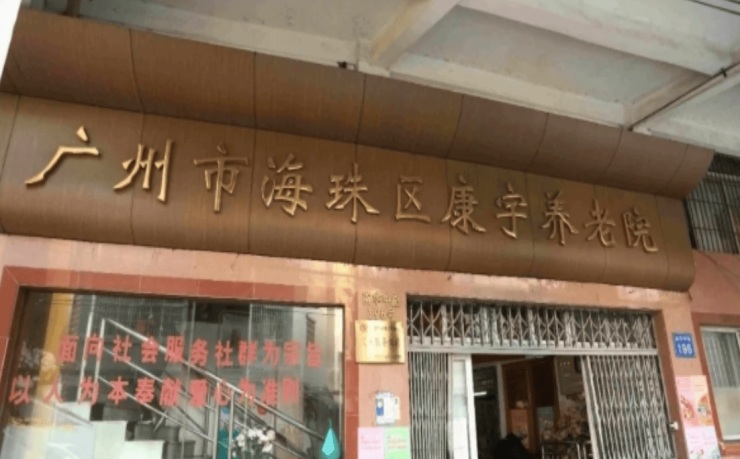 广州市海珠区康宇养老院
面向社会服务社群为宗旨
以人为本奉献爱心为准则
196